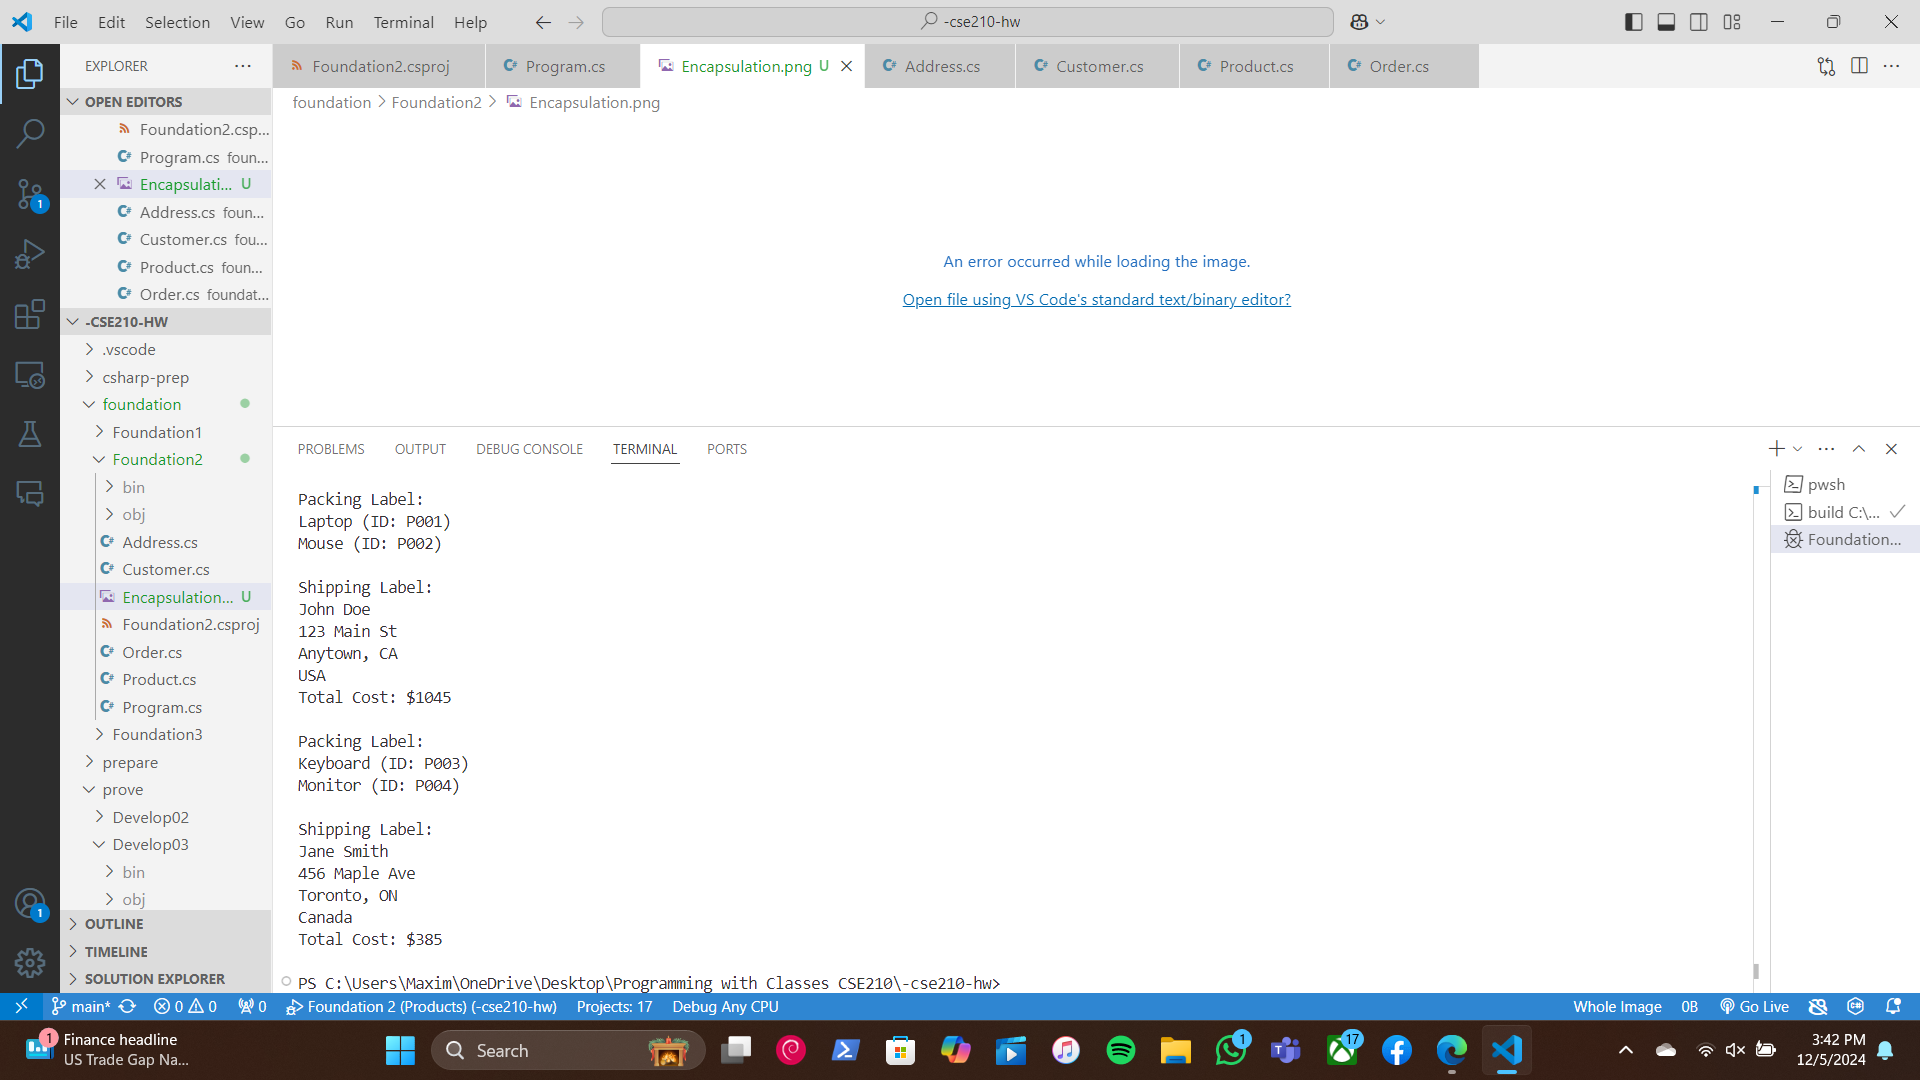 File Edit Selection View Go Run Terminal Help
-cse210-hw
EXPLORER
Foundation2.csproj
Program.cs
Encapsulation.png U
Address.cs
Customer.cs
Product.cs
Order.cs
OPEN EDITORS
foundation > Foundation2 > Encapsulation.png
Foundation2.csp...
Program.cs foun...
Encapsulati... U
Address.cs foun...
Customer.cs fou...
Product.cs foun...
Order.cs foundat...
-CSE210-HW
.vscode
csharp-prep
foundation
Foundation1
Foundation2
bin
obj
Address.cs
Customer.cs
Encapsulation... U
Foundation2.csproj
Order.cs
Product.cs
Program.cs
Foundation3
prepare
prove
Develop02
Develop03
bin
obj
OUTLINE
TIMELINE
SOLUTION EXPLORER
An error occurred while loading the image.
Open file using VS Code's standard text/binary editor?
PROBLEMS OUTPUT DEBUG CONSOLE TERMINAL PORTS
Packing Label:
Laptop (ID: P001)
Mouse (ID: P002)
Shipping Label:
John Doe
123 Main St
Anytown, CA
USA
Total Cost: $1045
Packing Label:
Keyboard (ID: P003)
Monitor (ID: P004)
Shipping Label:
Jane Smith
456 Maple Ave
Toronto, ON
Canada
Total Cost: $385
PS C:\Users\Maxim\OneDrive\Desktop\Programming with Classes CSE210\-cse210-hw>
pwsh
build C:\...
Foundation...
1
1
main* 0 0 0 Foundation 2 (Products) (-cse210-hw) Projects: 17 Debug Any CPU
Whole Image 0B Go Live
1
Finance headline
US Trade Gap Na...
Search
1
17
3:42 PM
12/5/2024